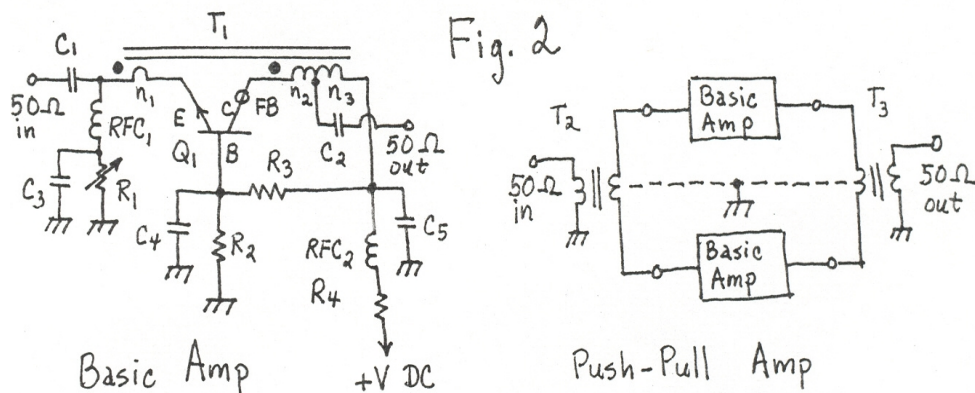 Fig. 2
T₁
C₁
50Ω
in
n₁
RFC₁
C₃
R₁
E
C
FB
Q₁
B
n₂
n₃
C₂
50Ω
out
R₃
C₄
R₂
C₅
RFC₂
R₄
+V DC
Basic Amp
T₂
T₃
Basic
Amp
50Ω
in
50Ω
out
Basic
Amp
Push-Pull Amp